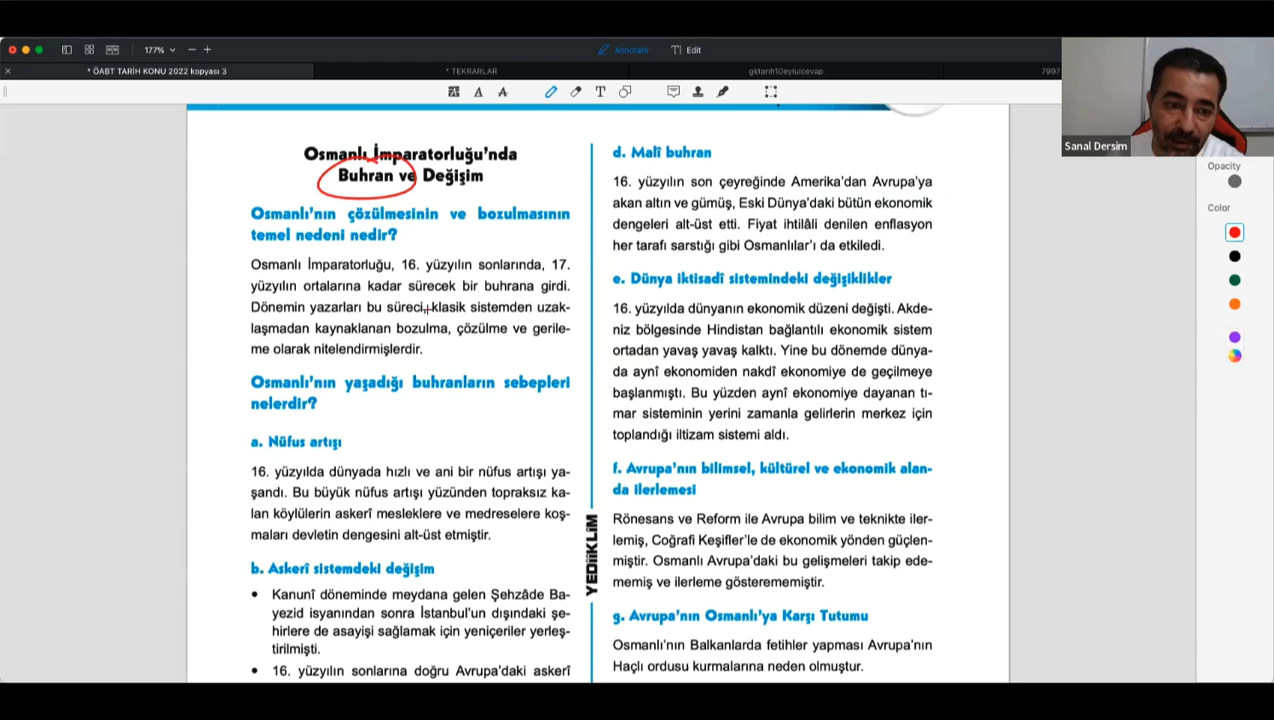 177%
Annotate
Edit
* ÖABT TARİH KONU 2022 kopyası 3
* TEKRARLAR
gktarih10eylulcevap
7997
Sanal Dersim
Opacity
Color
Osmanlı İmparatorluğu'nda
Buhran ve Değişim
Osmanlı'nın çözülmesinin ve bozulmasının
temel nedeni nedir?
Osmanlı İmparatorluğu, 16. yüzyılın sonlarında, 17.
yüzyılın ortalarına kadar sürecek bir buhrana girdi.
Dönemin yazarları bu süreci, klasik sistemden uzak-
laşmadan kaynaklanan bozulma, çözülme ve gerile-
me olarak nitelendirmişlerdir.
Osmanlı'nın yaşadığı buhranların sebepleri
nelerdir?
a. Nüfus artışı
16. yüzyılda dünyada hızlı ve ani bir nüfus artışı ya-
şandı. Bu büyük nüfus artışı yüzünden topraksız ka-
lan köylülerin askerî mesleklere ve medreselere koş-
maları devletin dengesini alt-üst etmiştir.
b. Askerî sistemdeki değişim
• Kanunî döneminde meydana gelen Şehzâde Ba-
yezid isyanından sonra İstanbul'un dışındaki şe-
hirlere de asayişi sağlamak için yeniçeriler yerleş-
tirilmişti.
• 16. yüzyılın sonlarına doğru Avrupa'daki askerî
YEDİİKLİM
d. Malî buhran
16. yüzyılın son çeyreğinde Amerika'dan Avrupa'ya
akan altın ve gümüş, Eski Dünya'daki bütün ekonomik
dengeleri alt-üst etti. Fiyat ihtilâli denilen enflasyon
her tarafı sarstığı gibi Osmanlılar'ı da etkiledi.
e. Dünya iktisadî sistemindeki değişiklikler
16. yüzyılda dünyanın ekonomik düzeni değişti. Akde-
niz bölgesinde Hindistan bağlantılı ekonomik sistem
ortadan yavaş yavaş kalktı. Yine bu dönemde dünya-
da aynî ekonomiden nakdî ekonomiye de geçilmeye
başlanmıştı. Bu yüzden aynî ekonomiye dayanan tı-
mar sisteminin yerini zamanla gelirlerin merkez için
toplandığı iltizam sistemi aldı.
f. Avrupa'nın bilimsel, kültürel ve ekonomik alan-
da ilerlemesi
Rönesans ve Reform ile Avrupa bilim ve teknikte iler-
lemiş, Coğrafi Keşifler'le de ekonomik yönden güçlen-
miştir. Osmanlı Avrupa'daki bu gelişmeleri takip ede-
memiş ve ilerleme gösterememiştir.
g. Avrupa'nın Osmanlı'ya Karşı Tutumu
Osmanlı'nın Balkanlarda fetihler yapması Avrupa'nın
Haçlı ordusu kurmalarına neden olmuştur.